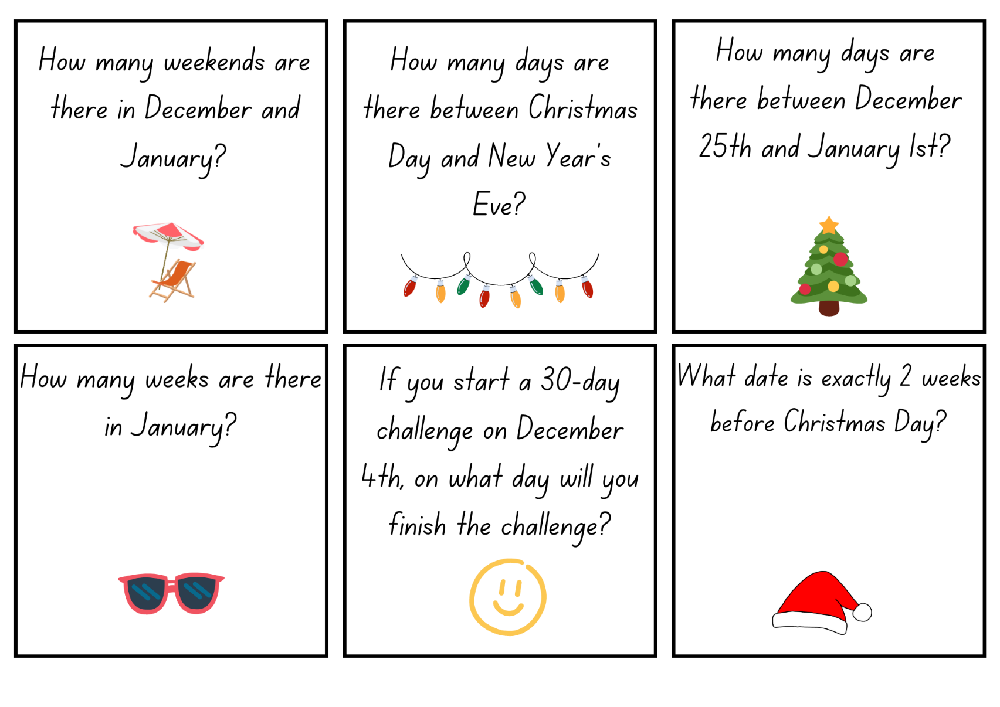 How many weekends are
there in December and
January?
How many days are
there between Christmas
Day and New Year's
Eve?
How many days are
there between December
25th and January 1st?
How many weeks are there
in January?
If you start a 30-day
challenge on December
4th, on what day will you
finish the challenge?
What date is exactly 2 weeks
before Christmas Day?